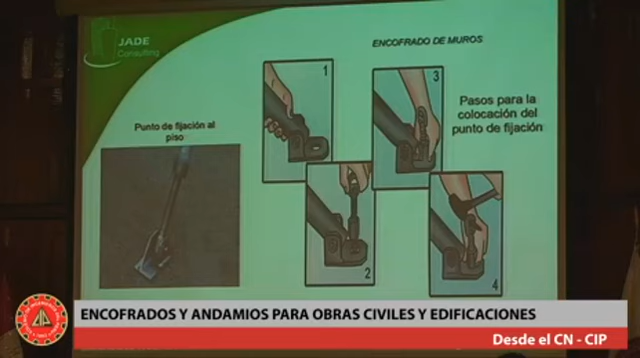 JADE
Consulting
ENCOFRADO DE MUROS
Punto de fijación al
piso
1
3
Pasos para la
colocación del
punto de fijación
2
4
ENCOFRADOS Y ANDAMIOS PARA OBRAS CIVILES Y EDIFICACIONES
Desde el CN - CIP